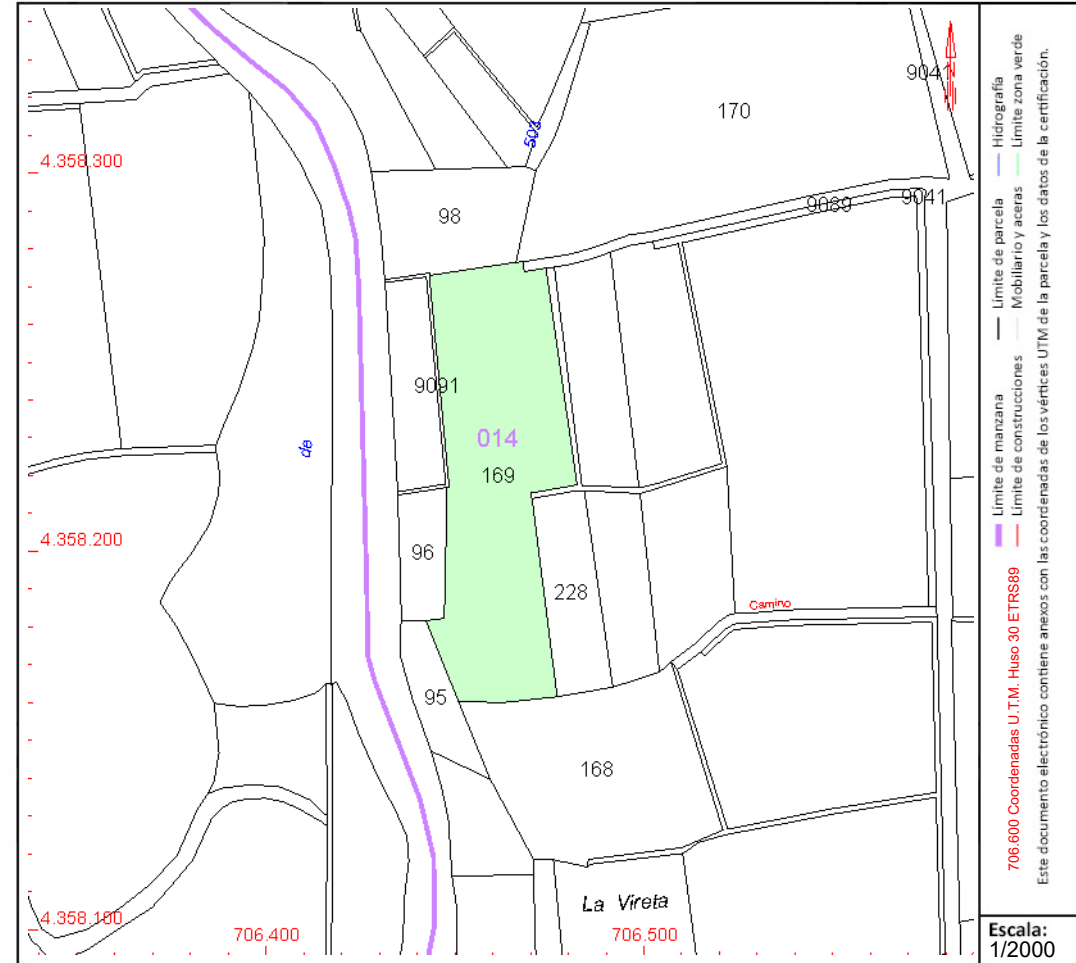 9041
170
503
4.358.300
9089
9041
98
9091
014
de
169
4.358.200
96
228
Camino
95
168
La Vireta
4.358.100
706.400
706.500
Límite de manzana
Límite de parcela
Hidrografía
Límite de construcciones
Mobiliario y aceras
Límite zona verde
706.600 Coordenadas U.T.M. Huso 30 ETRS89
Este documento electrónico contiene anexos con las coordenadas de los vértices UTM de la parcela y los datos de la certificación.
Escala:
1/2000